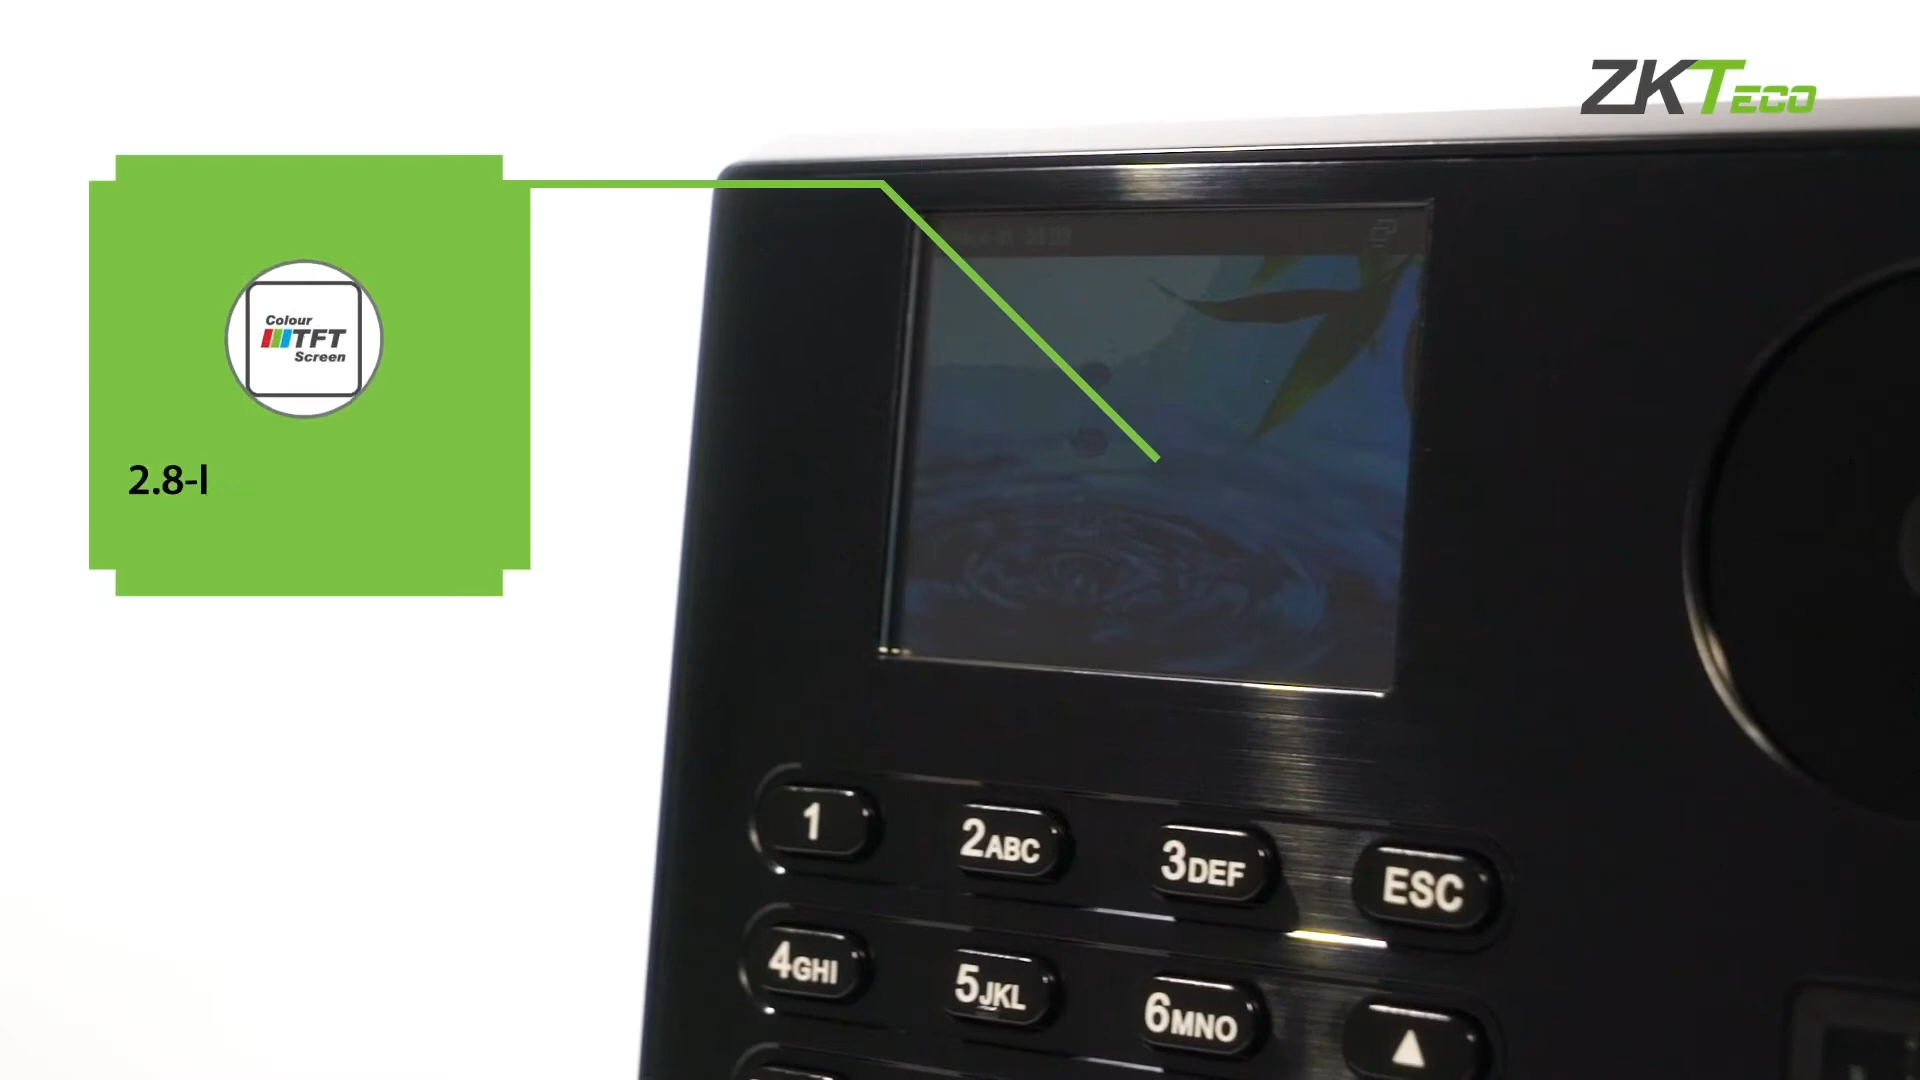 ZKTECO
Colour
TFT
Screen
2.8-I
1
2ABC
3DEF
ESC
4GHI
5JKL
6MNO